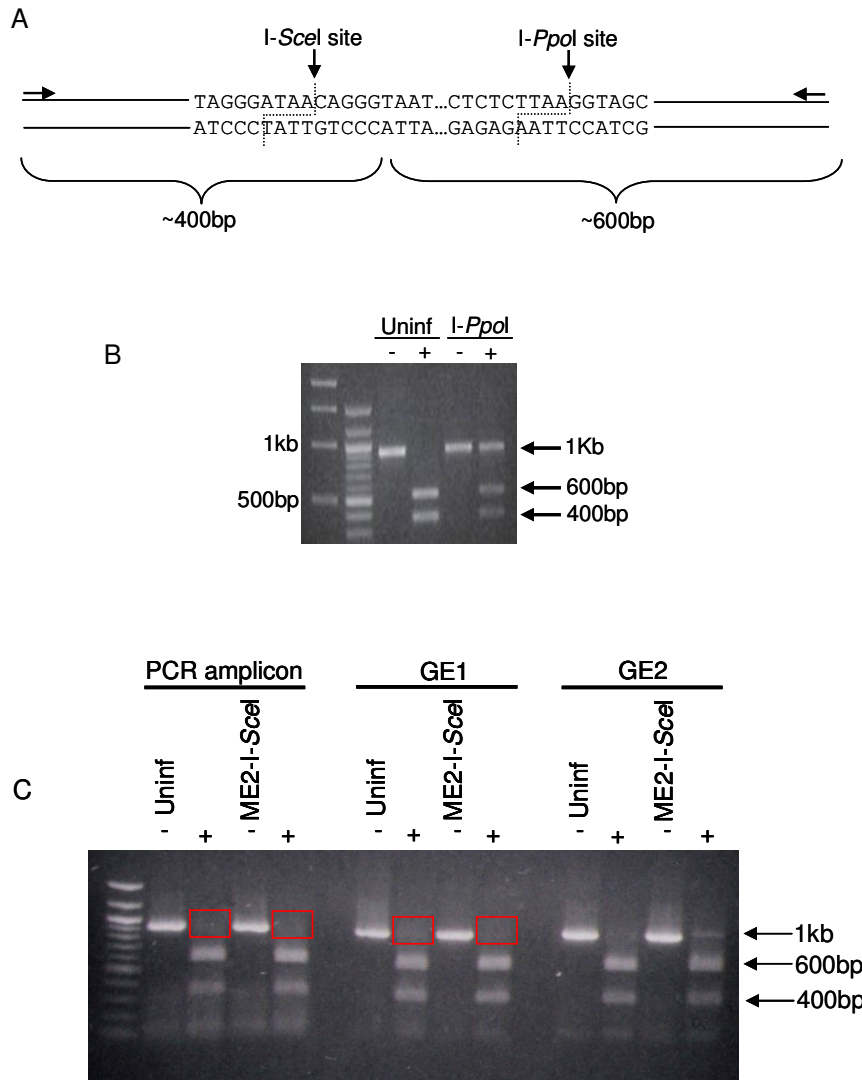 A
I-SceI site
I-PpoI site
TAGGGATAACAGGGTAAT…CTCTCTTAAGGTAGC
ATCCCTATTGTCCCATTA…GAGAGAATTCCATCG
~400bp
~600bp
B
Uninf
I-PpoI
- + - +
1kb
500bp
1Kb
600bp
400bp
PCR amplicon
GE1
GE2
C
Uninf
ME2-I-SceI
Uninf
ME2-I-SceI
Uninf
ME2-I-SceI
- + - + - + - + - + - +
1kb
600bp
400bp